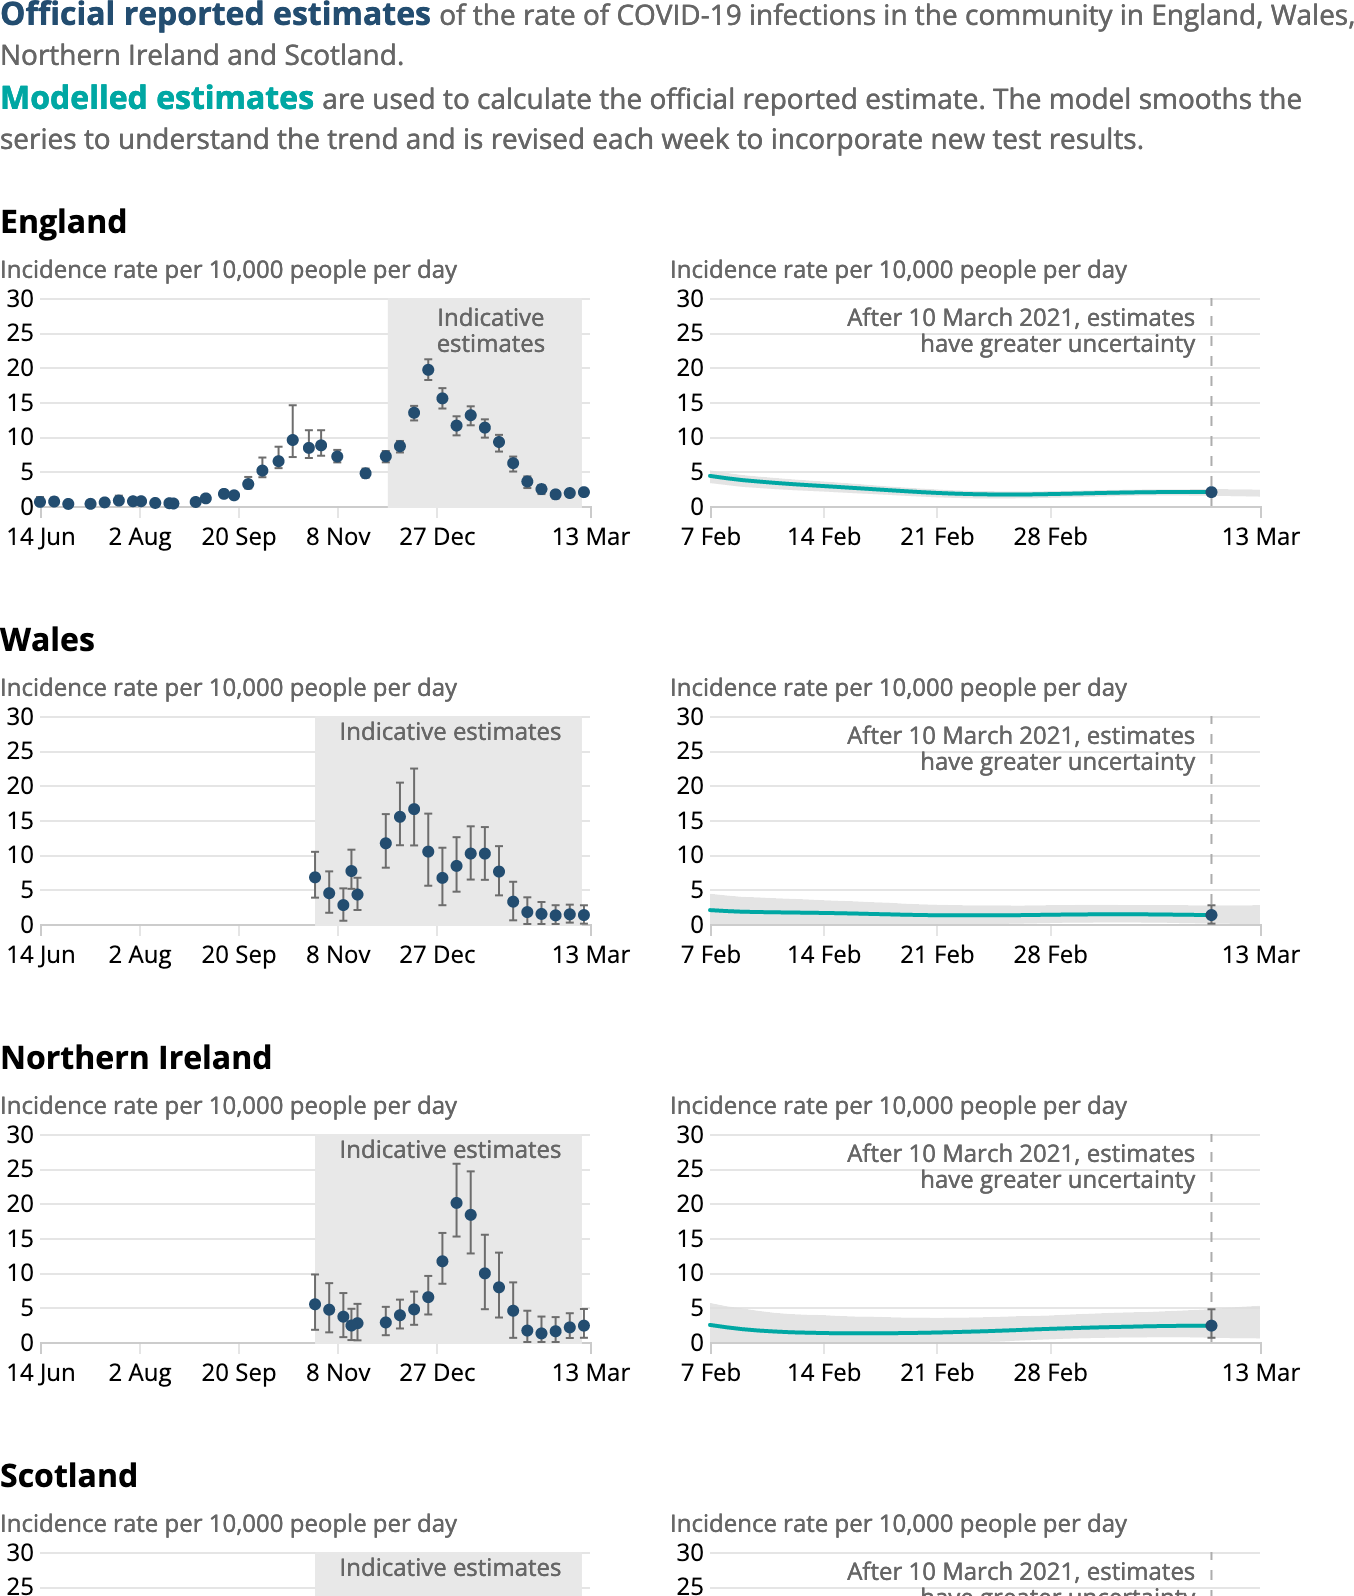 Official reported estimates of the rate of COVID-19 infections in the community in England, Wales,
Northern Ireland and Scotland.
Modelled estimates are used to calculate the official reported estimate. The model smooths the
series to understand the trend and is revised each week to incorporate new test results.
England
Incidence rate per 10,000 people per day
30
25
20
15
10
5
0
Indicative
estimates
14 Jun 2 Aug 20 Sep 8 Nov 27 Dec 13 Mar
Incidence rate per 10,000 people per day
30
25
20
15
10
5
0
After 10 March 2021, estimates
have greater uncertainty
7 Feb 14 Feb 21 Feb 28 Feb 13 Mar
Wales
Incidence rate per 10,000 people per day
30
25
20
15
10
5
0
Indicative estimates
14 Jun 2 Aug 20 Sep 8 Nov 27 Dec 13 Mar
Incidence rate per 10,000 people per day
30
25
20
15
10
5
0
After 10 March 2021, estimates
have greater uncertainty
7 Feb 14 Feb 21 Feb 28 Feb 13 Mar
Northern Ireland
Incidence rate per 10,000 people per day
30
25
20
15
10
5
0
Indicative estimates
14 Jun 2 Aug 20 Sep 8 Nov 27 Dec 13 Mar
Incidence rate per 10,000 people per day
30
25
20
15
10
5
0
After 10 March 2021, estimates
have greater uncertainty
7 Feb 14 Feb 21 Feb 28 Feb 13 Mar
Scotland
Incidence rate per 10,000 people per day
30
25
Indicative estimates
Incidence rate per 10,000 people per day
30
25
After 10 March 2021, estimates
have greater uncertainty